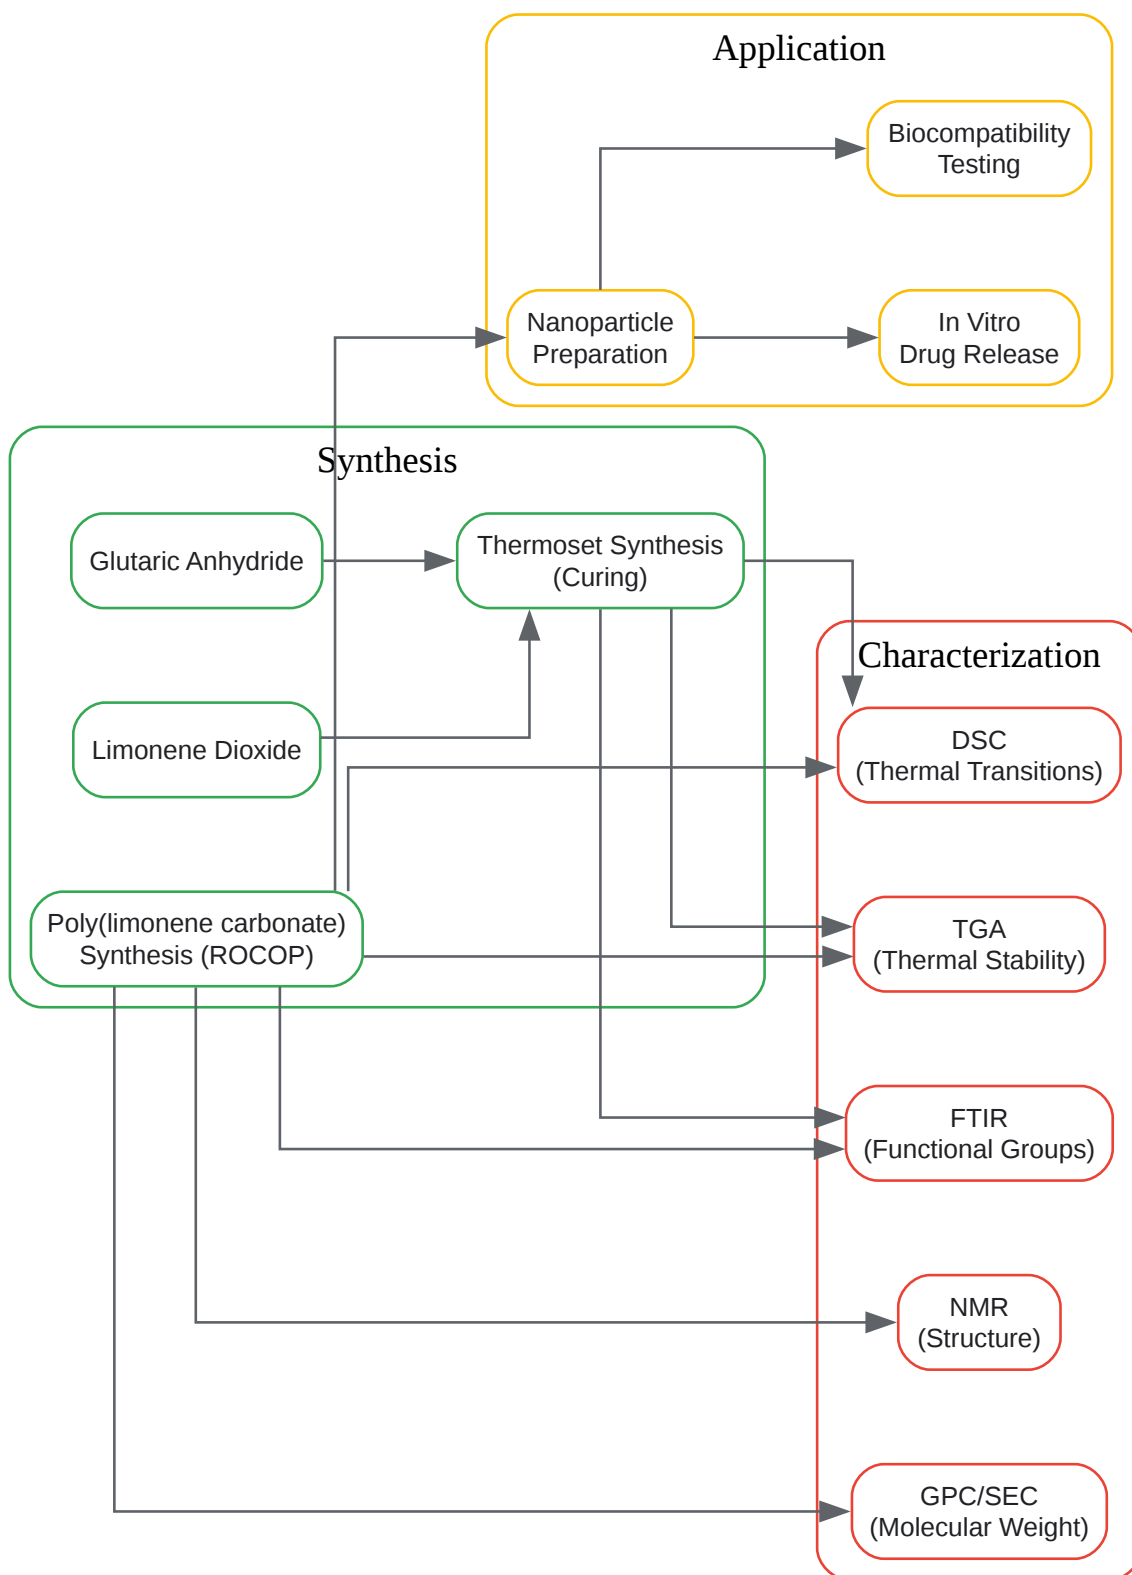 Application
Biocompatibility
Testing
Nanoparticle
Preparation
In Vitro
Drug Release
Synthesis
Glutaric Anhydride
Thermoset Synthesis
(Curing)
Limonene Dioxide
Poly(limonene carbonate)
Synthesis (ROCOP)
Characterization
DSC
(Thermal Transitions)
TGA
(Thermal Stability)
FTIR
(Functional Groups)
NMR
(Structure)
GPC/SEC
(Molecular Weight)